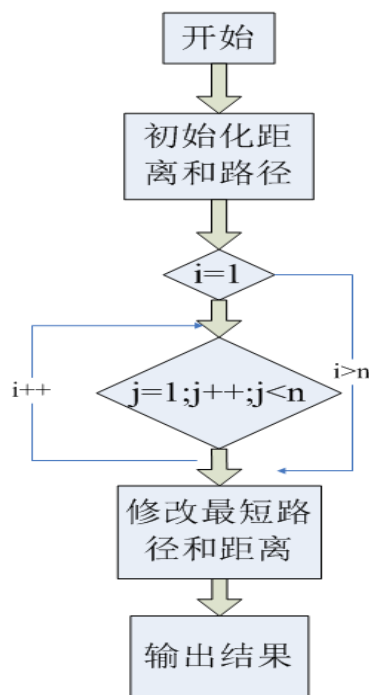 开始
初始化距
离和路径
i=1
i++
j=1;j++;j<n
i>n
修改最短路
径和距离
输出结果